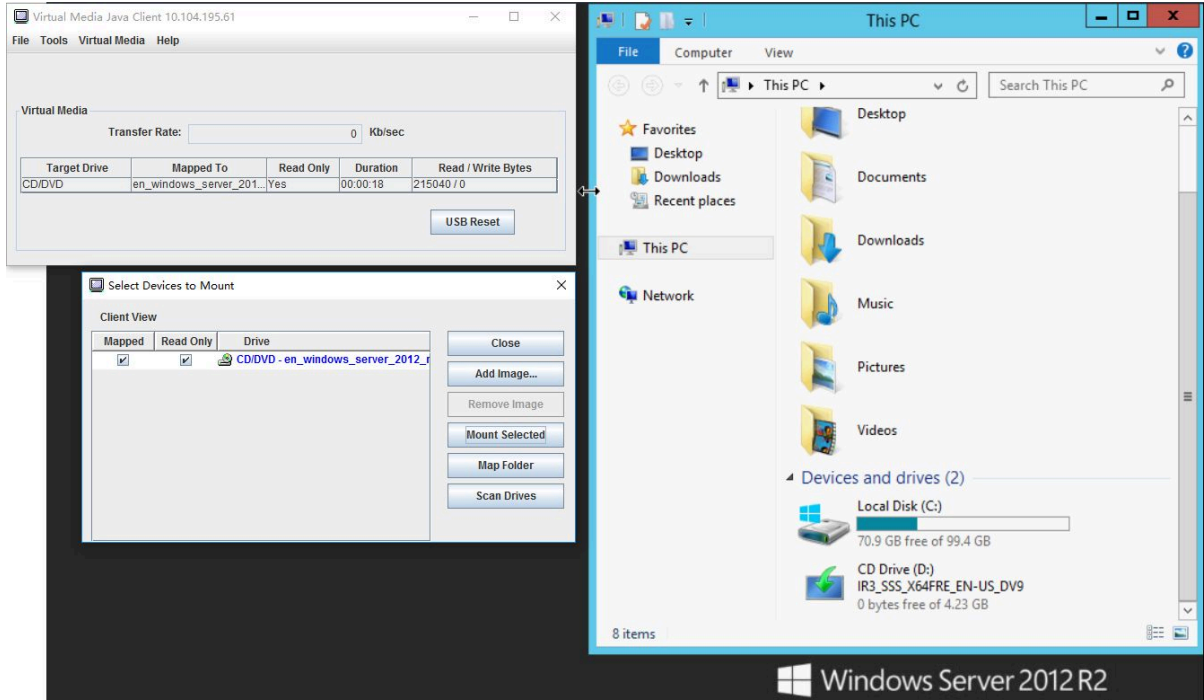 Virtual Media Java Client 10.104.195.61
File Tools Virtual Media Help
Virtual Media
Transfer Rate: 0 Kb/sec
Target Drive Mapped To Read Only Duration Read / Write Bytes
CD/DVD en_windows_server_201... Yes 00:00:18 215040 / 0
USB Reset
Select Devices to Mount
Client View
Mapped Read Only Drive
CD/DVD - en_windows_server_2012_r
Close
Add Image...
Remove Image
Mount Selected
Map Folder
Scan Drives
This PC
File Computer View
This PC
Search This PC
Favorites
Desktop
Downloads
Recent places
This PC
Network
Desktop
Documents
Downloads
Music
Pictures
Videos
Devices and drives (2)
Local Disk (C:)
70.9 GB free of 99.4 GB
CD Drive (D:)
IR3_SSS_X64FRE_EN-US_DV9
0 bytes free of 4.23 GB
8 items
Windows Server 2012 R2